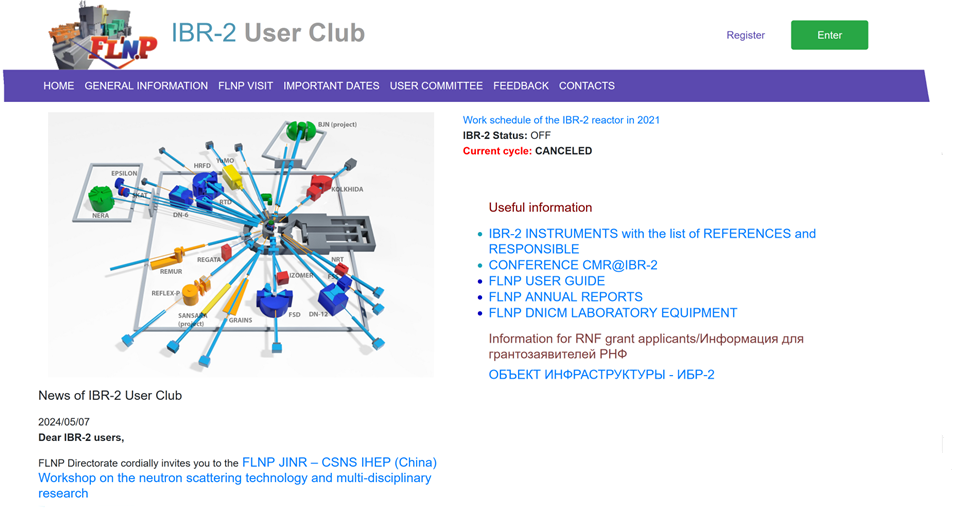 FLNP
IBR-2 User Club
Register
Enter
HOME GENERAL INFORMATION FLNP VISIT IMPORTANT DATES USER COMMITTEE FEEDBACK CONTACTS
BJN (project)
YuMO
HRFD
EPSILON
SKAT
RTD
KOLKHIDA
NERA
DN-6
REGATA
NRT
REMUR
IZOMER
FSS
REFLEX-P
SANSARA
(project)
GRAINS
FSD
DN-12
Work schedule of the IBR-2 reactor in 2021
IBR-2 Status: OFF
Current cycle: CANCELED
Useful information
IBR-2 INSTRUMENTS with the list of REFERENCES and
RESPONSIBLE
CONFERENCE CMR@IBR-2
FLNP USER GUIDE
FLNP ANNUAL REPORTS
FLNP DNICM LABORATORY EQUIPMENT
Information for RNF grant applicants/Информация для
грантозаявителей РНФ
ОБЪЕКТ ИНФРАСТРУКТУРЫ - ИБР-2
News of IBR-2 User Club
2024/05/07
Dear IBR-2 users,
FLNP Directorate cordially invites you to the FLNP JINR – CSNS IHEP (China)
Workshop on the neutron scattering technology and multi-disciplinary
research